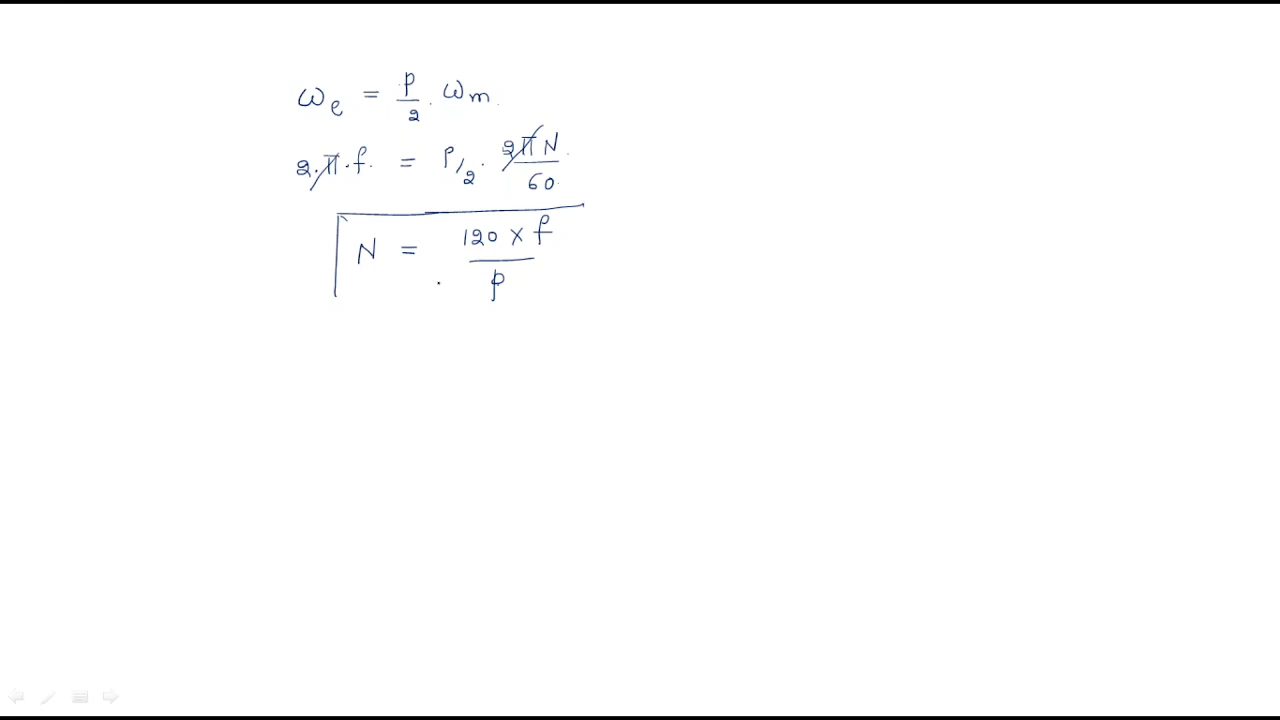 ωe = P/2 . ωm
2.π.f = P/2 . 2πN/60
N = 120 × f / P